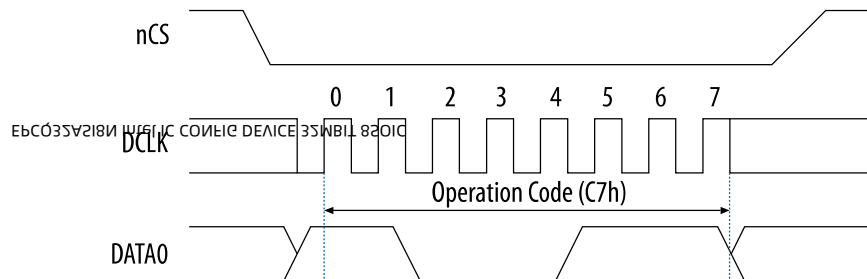 nCS
0 1 2 3 4 5 6 7
EPCQ32ASI8N Intel IC CONFIG DEVICE 32MBIT 8SOIC
DCLK
Operation Code (C7h)
DATA0